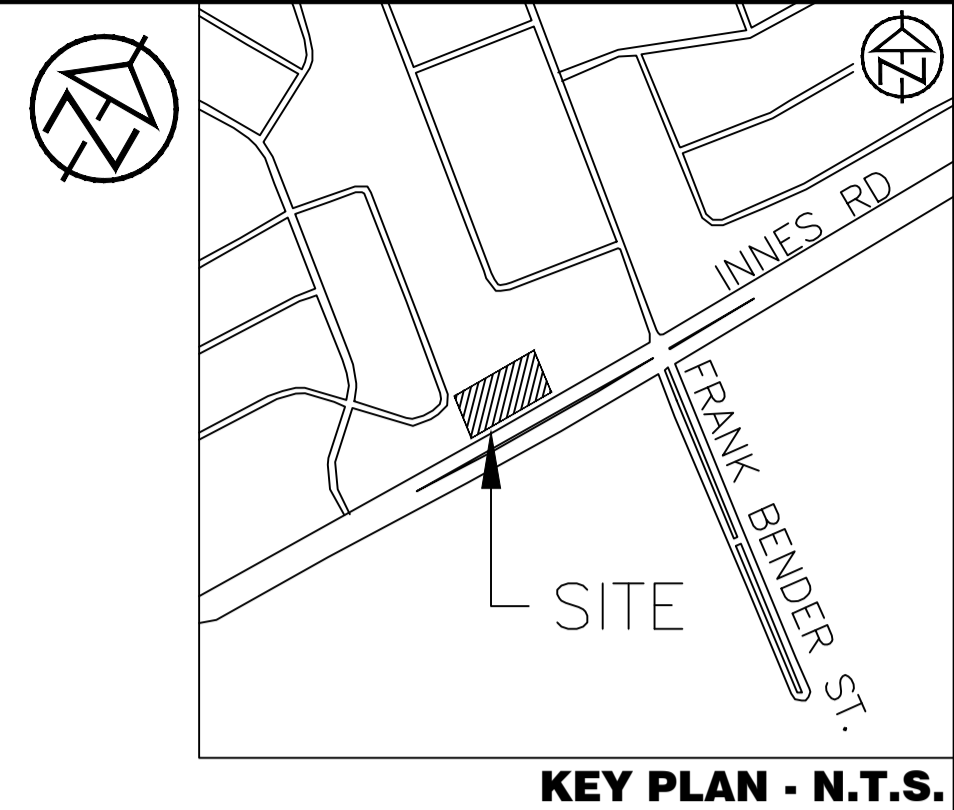 N
N
INNES RD
FRANK BENDER ST.
SITE
KEY PLAN - N.T.S.